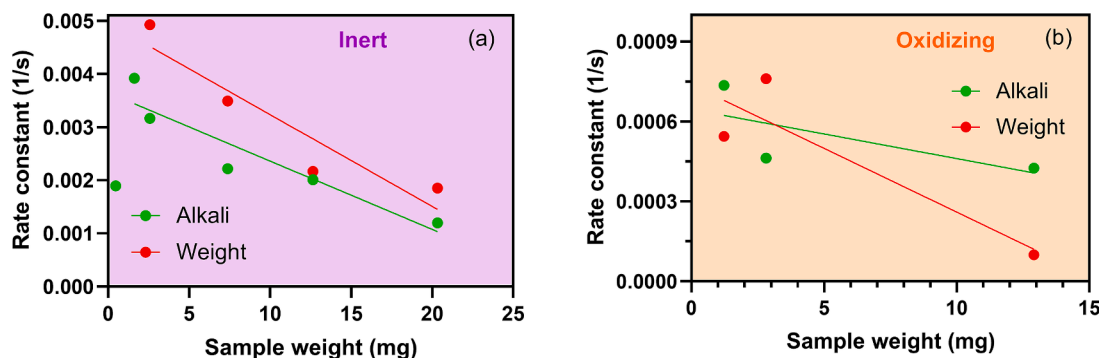 Inert
(a)
Rate constant (1/s)
0.005
0.004
0.003
0.002
0.001
0.000
Alkali
Weight
0
5
10
15
20
25
Sample weight (mg)
Oxidizing
(b)
Rate constant (1/s)
0.0009
0.0006
0.0003
0.0000
Alkali
Weight
5
10
15
Sample weight (mg)